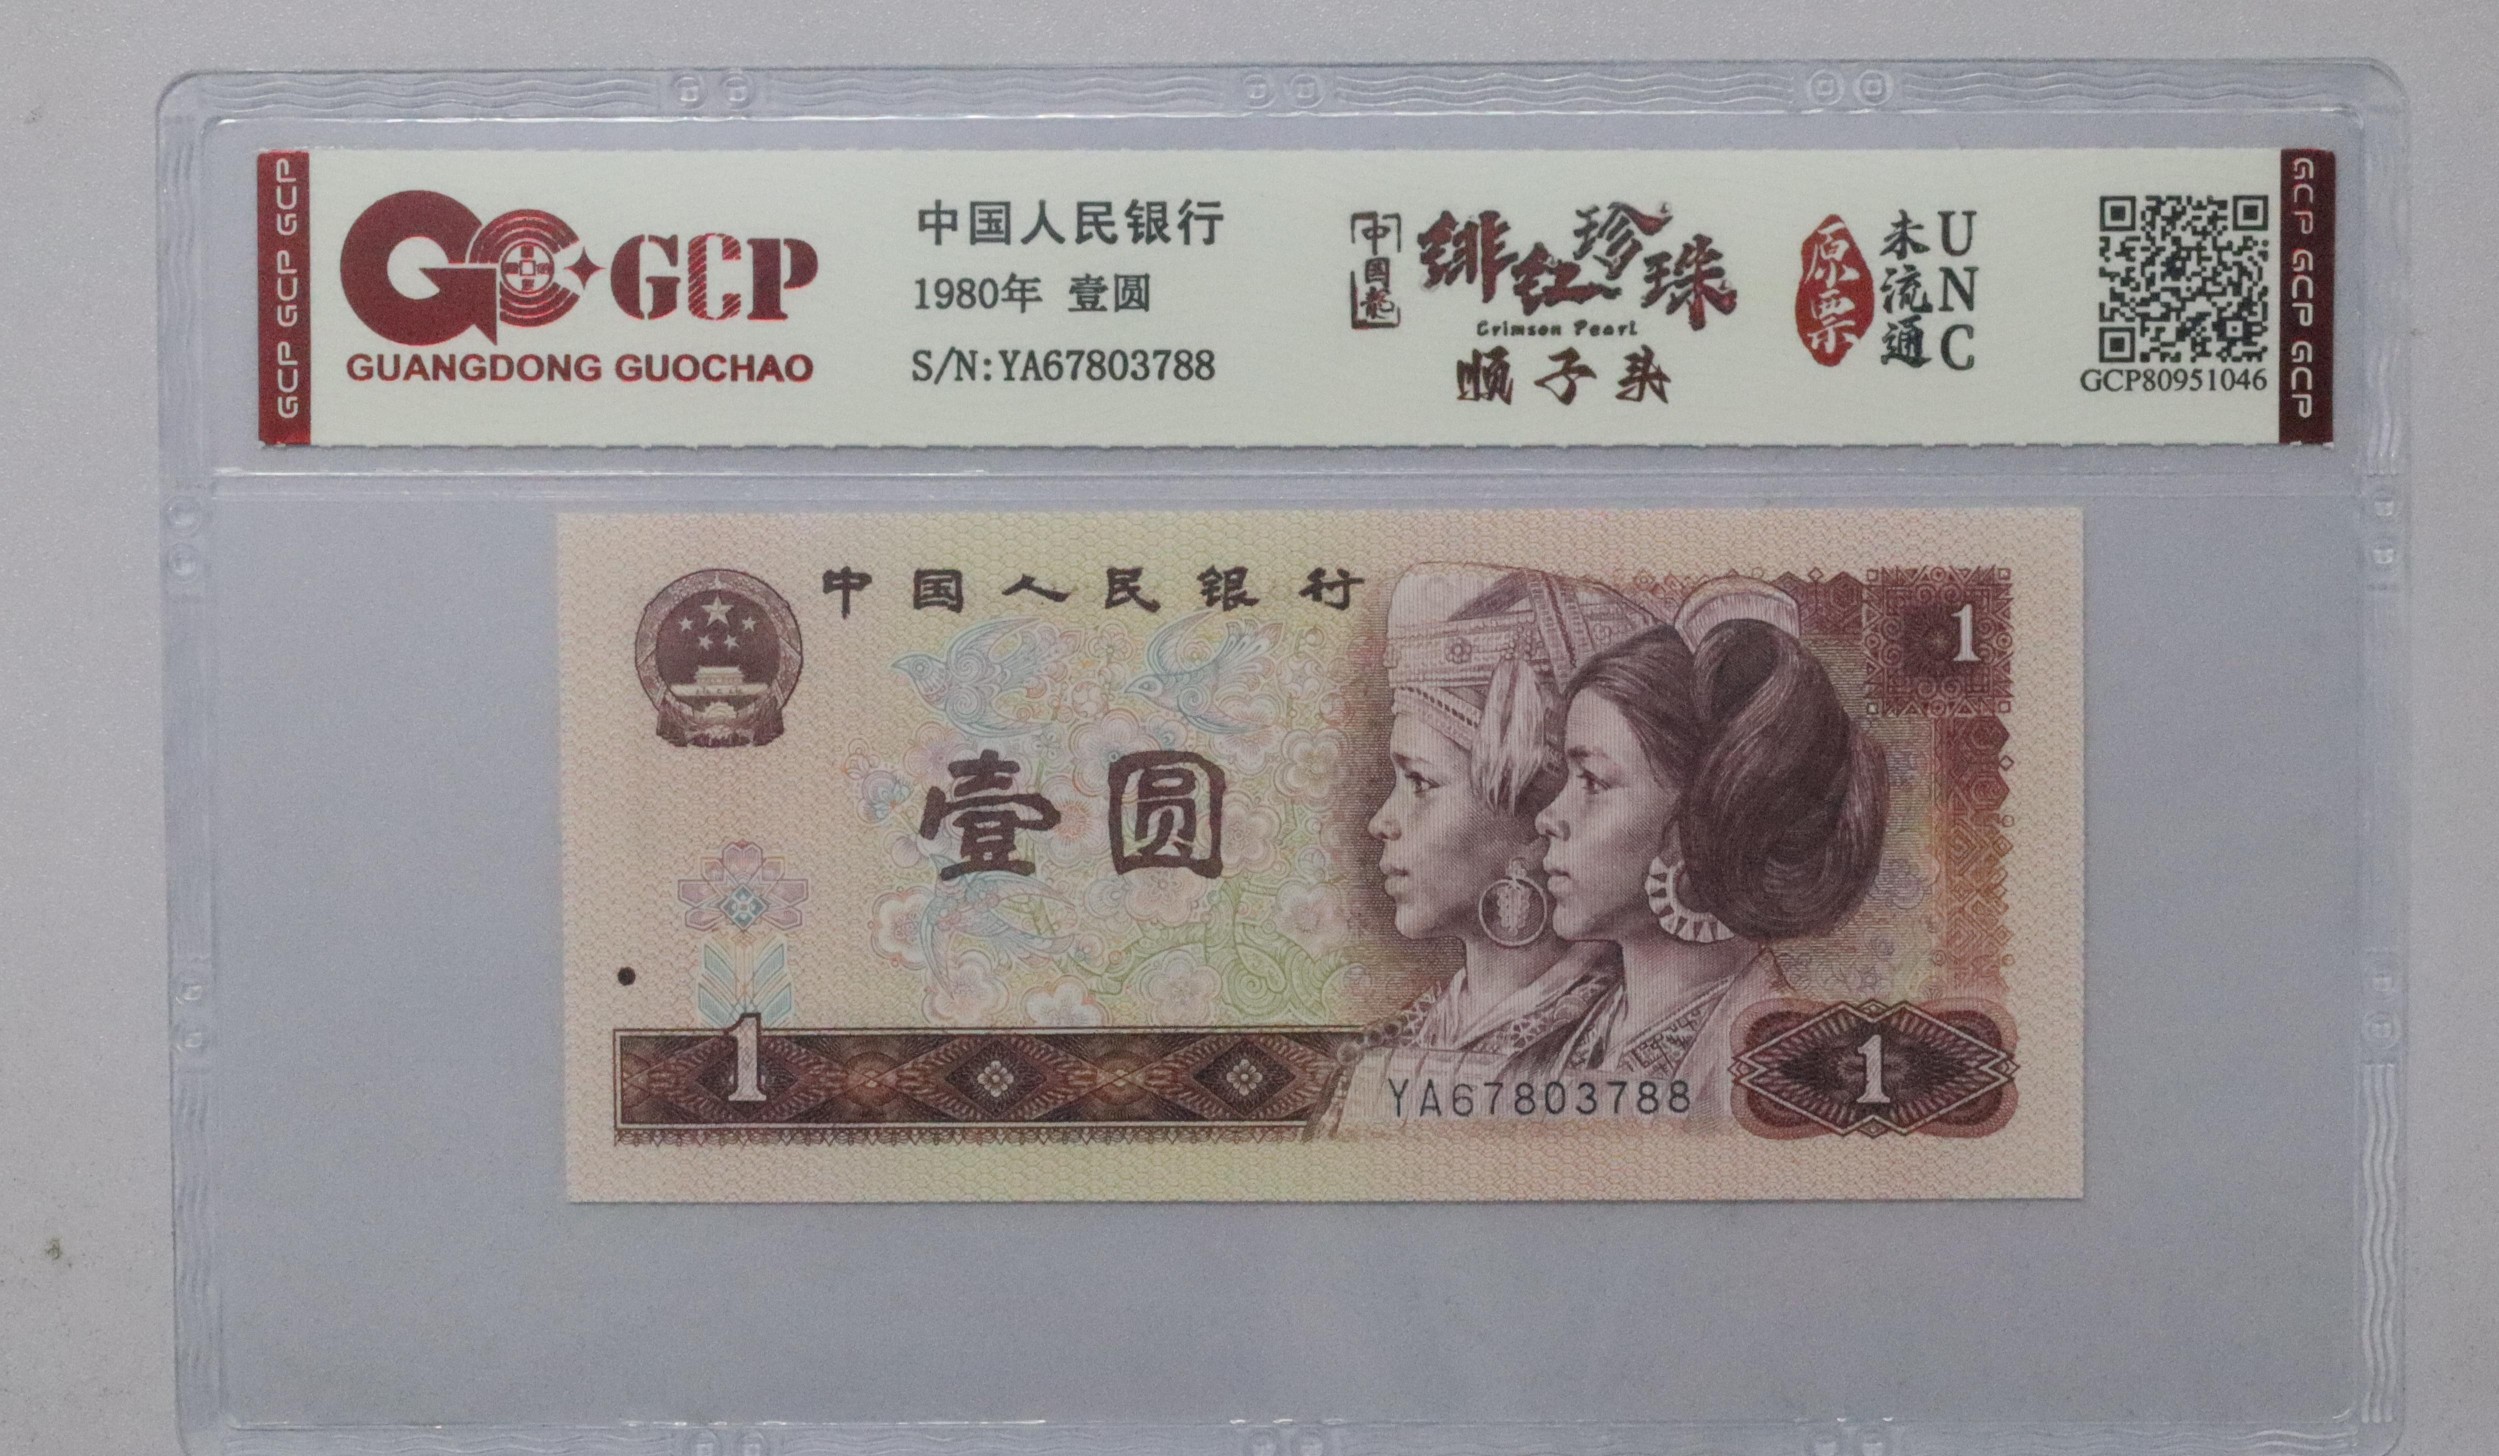 GCP GCP GCP
GCP
GUANGDONG GUOCHAO
中国人民银行
1980年 壹圆
S/N:YA67803788
中国龍
绯红珍珠
Crimson Pearl
顺子头
原票
未流通
UNC
GCP80951046
GCP GCP GCP
中国人民银行
1
壹圆
1
YA67803788
1